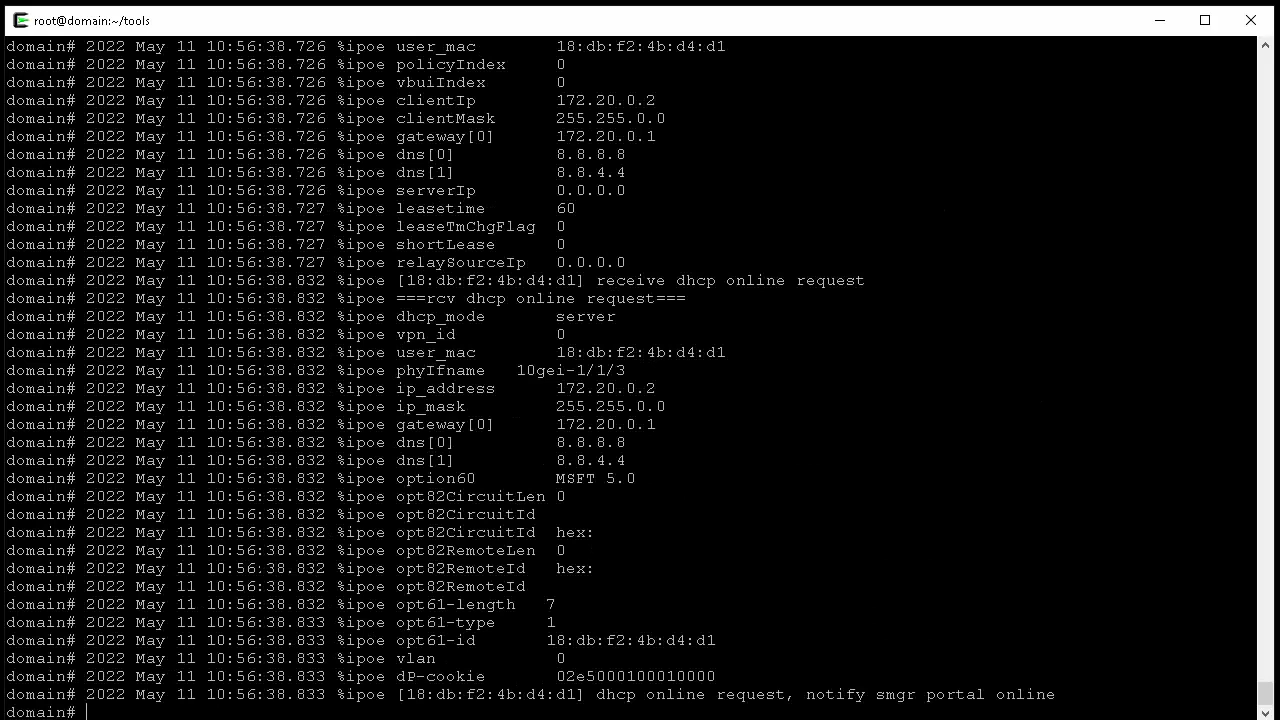 root@domain:~/tools
domain# 2022 May 11 10:56:38.726 %ipoe user_mac 18:db:f2:4b:d4:d1
domain# 2022 May 11 10:56:38.726 %ipoe policyIndex 0
domain# 2022 May 11 10:56:38.726 %ipoe vbuiIndex 0
domain# 2022 May 11 10:56:38.726 %ipoe clientIp 172.20.0.2
domain# 2022 May 11 10:56:38.726 %ipoe clientMask 255.255.0.0
domain# 2022 May 11 10:56:38.726 %ipoe gateway[0] 172.20.0.1
domain# 2022 May 11 10:56:38.726 %ipoe dns[0] 8.8.8.8
domain# 2022 May 11 10:56:38.726 %ipoe dns[1] 8.8.4.4
domain# 2022 May 11 10:56:38.726 %ipoe serverIp 0.0.0.0
domain# 2022 May 11 10:56:38.727 %ipoe leasetime 60
domain# 2022 May 11 10:56:38.727 %ipoe leaseTmChgFlag 0
domain# 2022 May 11 10:56:38.727 %ipoe shortLease 0
domain# 2022 May 11 10:56:38.727 %ipoe relaySourceIp 0.0.0.0
domain# 2022 May 11 10:56:38.832 %ipoe [18:db:f2:4b:d4:d1] receive dhcp online request
domain# 2022 May 11 10:56:38.832 %ipoe ===rcv dhcp online request===
domain# 2022 May 11 10:56:38.832 %ipoe dhcp_mode server
domain# 2022 May 11 10:56:38.832 %ipoe vpn_id 0
domain# 2022 May 11 10:56:38.832 %ipoe user_mac 18:db:f2:4b:d4:d1
domain# 2022 May 11 10:56:38.832 %ipoe phyIfname 10gei-1/1/3
domain# 2022 May 11 10:56:38.832 %ipoe ip_address 172.20.0.2
domain# 2022 May 11 10:56:38.832 %ipoe ip_mask 255.255.0.0
domain# 2022 May 11 10:56:38.832 %ipoe gateway[0] 172.20.0.1
domain# 2022 May 11 10:56:38.832 %ipoe dns[0] 8.8.8.8
domain# 2022 May 11 10:56:38.832 %ipoe dns[1] 8.8.4.4
domain# 2022 May 11 10:56:38.832 %ipoe option60 MSFT 5.0
domain# 2022 May 11 10:56:38.832 %ipoe opt82CircuitLen 0
domain# 2022 May 11 10:56:38.832 %ipoe opt82CircuitId
domain# 2022 May 11 10:56:38.832 %ipoe opt82CircuitId hex:
domain# 2022 May 11 10:56:38.832 %ipoe opt82RemoteLen 0
domain# 2022 May 11 10:56:38.832 %ipoe opt82RemoteId hex:
domain# 2022 May 11 10:56:38.832 %ipoe opt82RemoteId
domain# 2022 May 11 10:56:38.832 %ipoe opt61-length 7
domain# 2022 May 11 10:56:38.833 %ipoe opt61-type 1
domain# 2022 May 11 10:56:38.833 %ipoe opt61-id 18:db:f2:4b:d4:d1
domain# 2022 May 11 10:56:38.833 %ipoe vlan 0
domain# 2022 May 11 10:56:38.833 %ipoe dP-cookie 02e5000100010000
domain# 2022 May 11 10:56:38.833 %ipoe [18:db:f2:4b:d4:d1] dhcp online request, notify smgr portal online
domain#